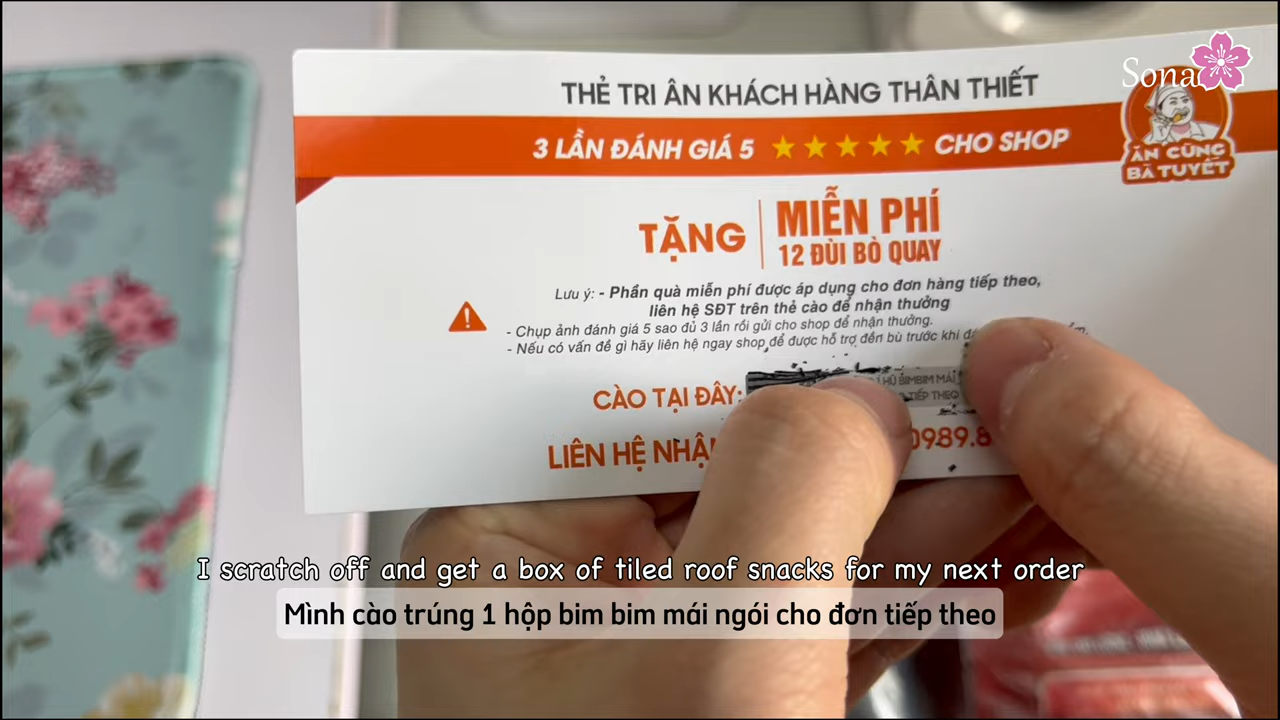 Sona
THẺ TRI ÂN KHÁCH HÀNG THÂN THIẾT
3 LẦN ĐÁNH GIÁ 5 ★★★★★ CHO SHOP
ĂN CÙNG
BÀ TUYẾT
TẶNG
MIỄN PHÍ
12 ĐÙI BÒ QUAY
Lưu ý: - Phần quà miễn phí được áp dụng cho đơn hàng tiếp theo,
liên hệ SĐT trên thẻ cào để nhận thưởng
- Chụp ảnh đánh giá 5 sao đủ 3 lần rồi gửi cho shop để nhận thưởng.
- Nếu có vấn đề gì hãy liên hệ ngay shop để được hỗ trợ đền bù trước khi
CÀO TẠI ĐÂY: HŨ BIMBIM MÁI
TIẾP THEO
LIÊN HỆ 0989.8
I scratch off and get a box of tiled roof snacks for my next order
Mình cào trúng 1 hộp bim bim mái ngói cho đơn tiếp theo